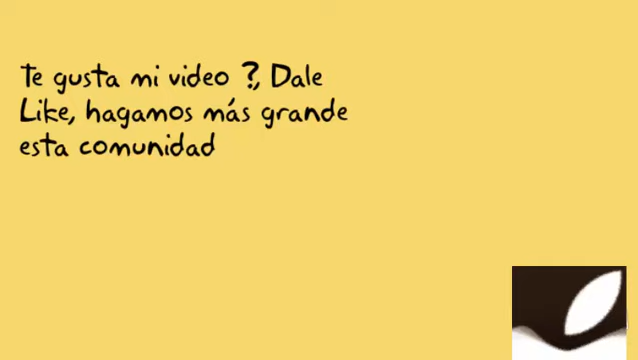 Te gusta mi video ?, Dale
Like, hagamos más grande
esta comunidad